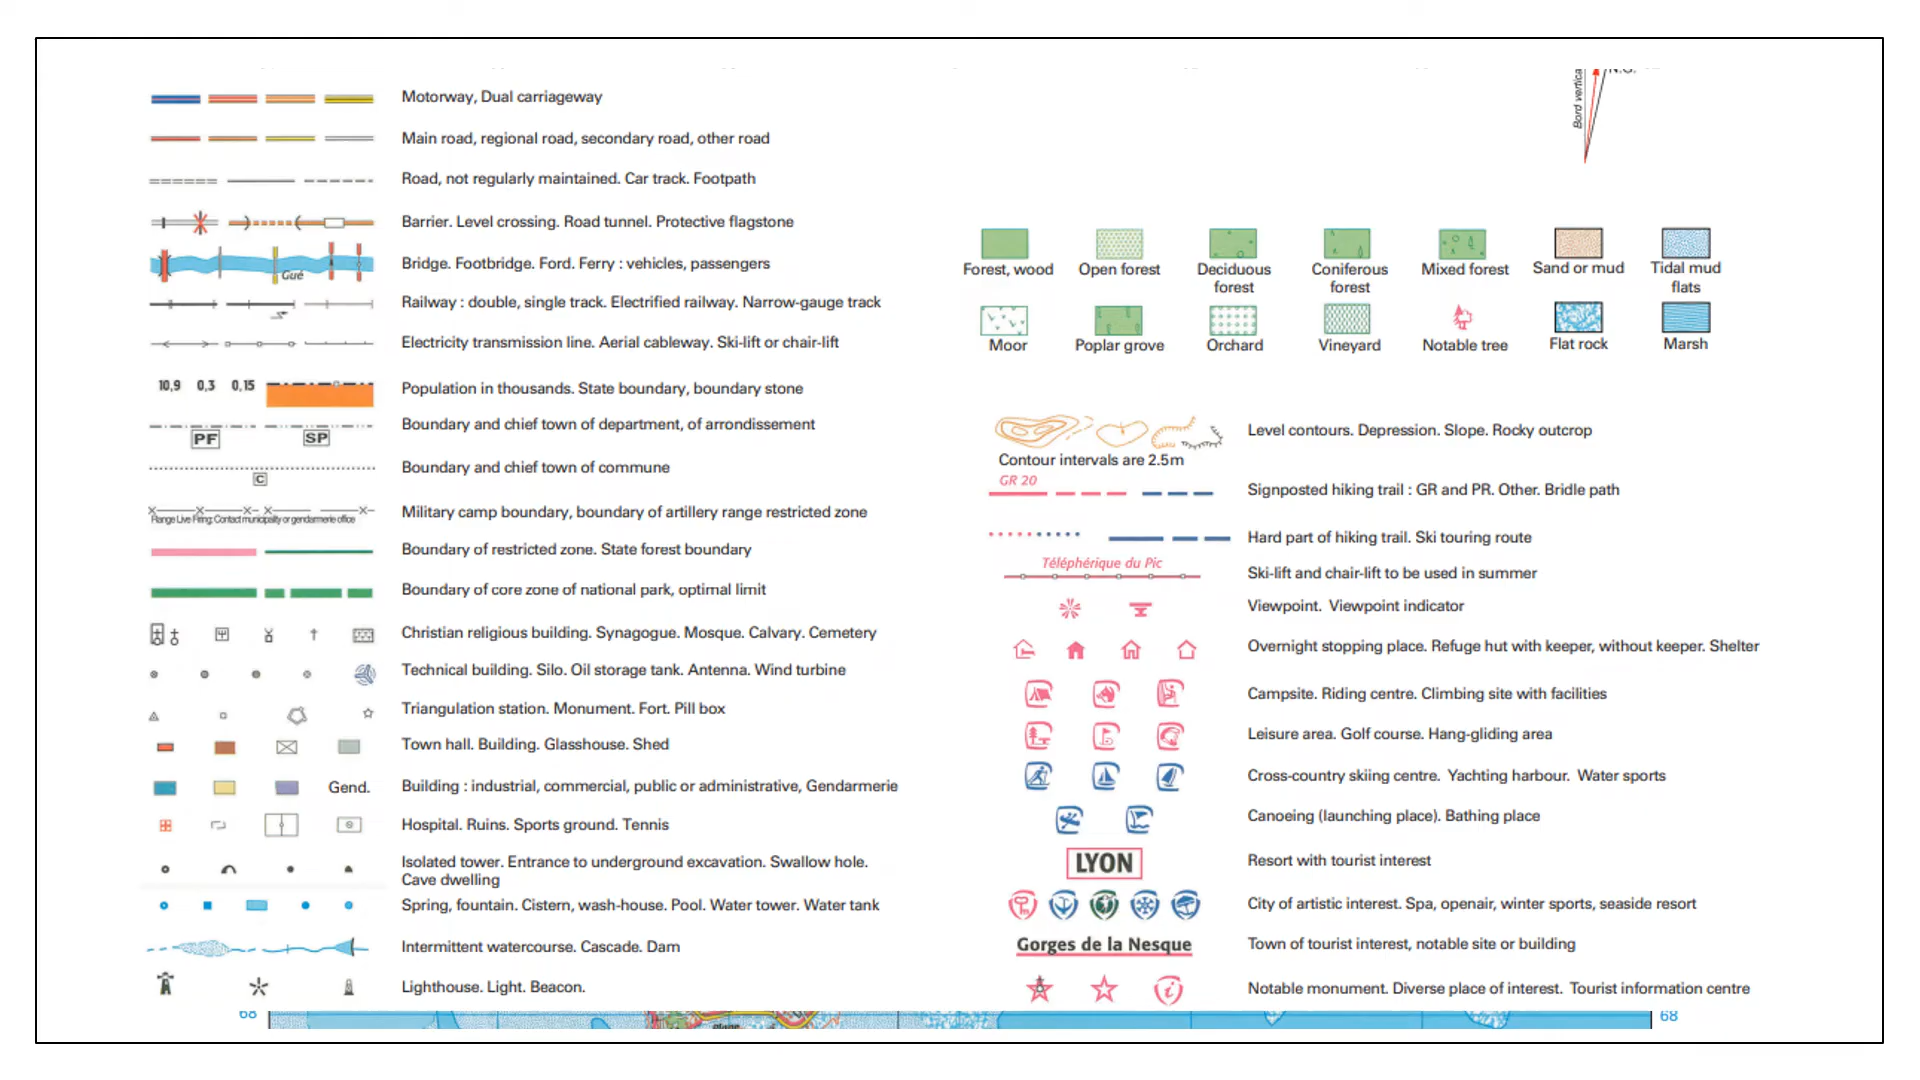 Motorway, Dual carriageway
Main road, regional road, secondary road, other road
Road, not regularly maintained. Car track. Footpath
Barrier. Level crossing. Road tunnel. Protective flagstone
Gué
Bridge. Footbridge. Ford. Ferry : vehicles, passengers
Railway : double, single track. Electrified railway. Narrow-gauge track
Electricity transmission line. Aerial cableway. Ski-lift or chair-lift
10,9 0,3 0,15
Population in thousands. State boundary, boundary stone
PF SP
Boundary and chief town of department, of arrondissement
C
Boundary and chief town of commune
Range Live Firing: Contact municipality or gendarmerie office
Military camp boundary, boundary of artillery range restricted zone
Boundary of restricted zone. State forest boundary
Boundary of core zone of national park, optimal limit
Christian religious building. Synagogue. Mosque. Calvary. Cemetery
Technical building. Silo. Oil storage tank. Antenna. Wind turbine
Triangulation station. Monument. Fort. Pill box
Town hall. Building. Glasshouse. Shed
Gend.
Building : industrial, commercial, public or administrative, Gendarmerie
Hospital. Ruins. Sports ground. Tennis
Isolated tower. Entrance to underground excavation. Swallow hole.
Cave dwelling
Spring, fountain. Cistern, wash-house. Pool. Water tower. Water tank
Intermittent watercourse. Cascade. Dam
Lighthouse. Light. Beacon.
68
Bord vertica
N.G.
Forest, wood
Open forest
Deciduous
forest
Coniferous
forest
Mixed forest
Sand or mud
Tidal mud
flats
Moor
Poplar grove
Orchard
Vineyard
Notable tree
Flat rock
Marsh
Level contours. Depression. Slope. Rocky outcrop
Contour intervals are 2.5m
GR 20
Signposted hiking trail : GR and PR. Other. Bridle path
Hard part of hiking trail. Ski touring route
Téléphérique du Pic
Ski-lift and chair-lift to be used in summer
Viewpoint. Viewpoint indicator
Overnight stopping place. Refuge hut with keeper, without keeper. Shelter
Campsite. Riding centre. Climbing site with facilities
Leisure area. Golf course. Hang-gliding area
Cross-country skiing centre. Yachting harbour. Water sports
Canoeing (launching place). Bathing place
LYON
Resort with tourist interest
City of artistic interest. Spa, openair, winter sports, seaside resort
Gorges de la Nesque
Town of tourist interest, notable site or building
i
Notable monument. Diverse place of interest. Tourist information centre
68